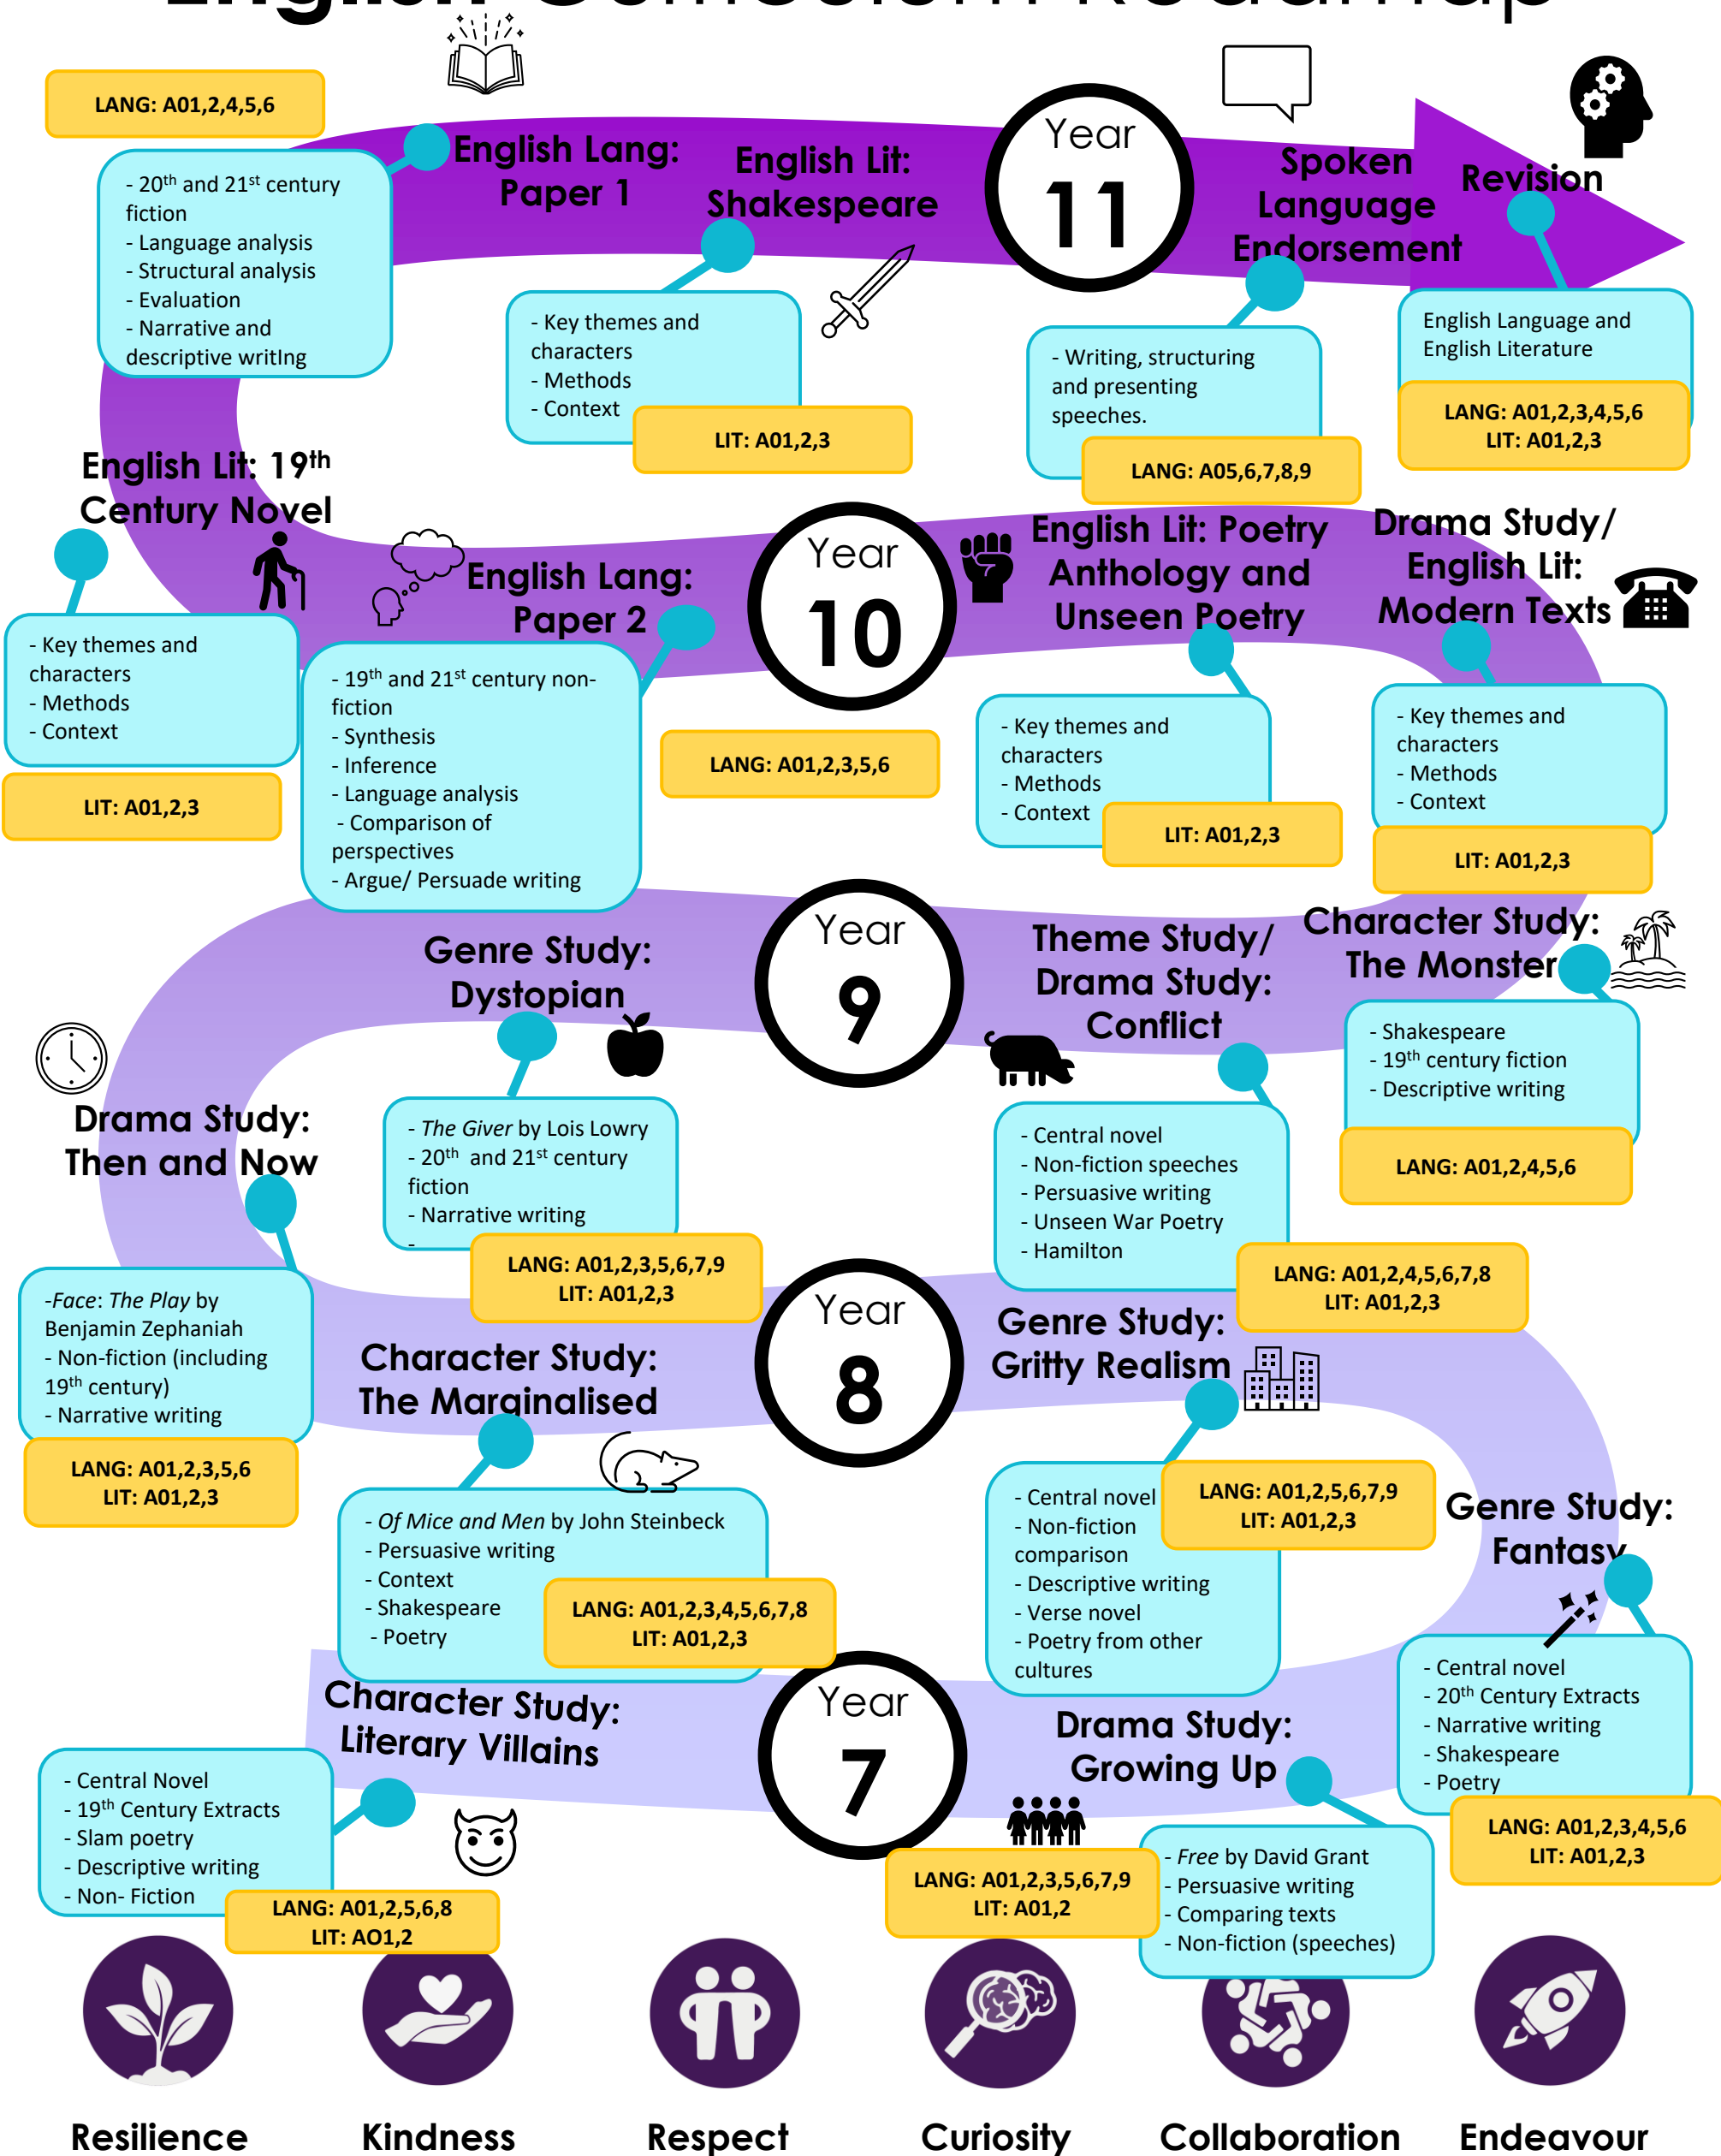 English Curriculum Roadmap
LANG: A01,2,4,5,6
- 20th and 21st century
fiction
- Language analysis
- Structural analysis
- Evaluation
- Narrative and
descriptive writIng
English Lang:
Paper 1
English Lit:
Shakespeare
- Key themes and
characters
- Methods
- Context
LIT: A01,2,3
Year
11
Spoken
Language
Endorsement
- Writing, structuring
and presenting
speeches.
LANG: A05,6,7,8,9
Revision
English Language and
English Literature
LANG: A01,2,3,4,5,6
LIT: A01,2,3
English Lit: 19th
Century Novel
- Key themes and
characters
- Methods
- Context
LIT: A01,2,3
English Lang:
Paper 2
- 19th and 21st century non-
fiction
- Synthesis
- Inference
- Language analysis
- Comparison of
perspectives
- Argue/ Persuade writing
LANG: A01,2,3,5,6
Year
10
English Lit: Poetry
Anthology and
Unseen Poetry
- Key themes and
characters
- Methods
- Context
LIT: A01,2,3
Drama Study/
English Lit:
Modern Texts
- Key themes and
characters
- Methods
- Context
LIT: A01,2,3
Genre Study:
Dystopian
- The Giver by Lois Lowry
- 20th and 21st century
fiction
- Narrative writing
-
LANG: A01,2,3,5,6,7,9
LIT: A01,2,3
Year
9
Theme Study/
Drama Study:
Conflict
- Central novel
- Non-fiction speeches
- Persuasive writing
- Unseen War Poetry
- Hamilton
LANG: A01,2,4,5,6,7,8
LIT: A01,2,3
Character Study:
The Monster
- Shakespeare
- 19th century fiction
- Descriptive writing
LANG: A01,2,4,5,6
Drama Study:
Then and Now
-Face: The Play by
Benjamin Zephaniah
- Non-fiction (including
19th century)
- Narrative writing
LANG: A01,2,3,5,6
LIT: A01,2,3
Character Study:
The Marginalised
- Of Mice and Men by John Steinbeck
- Persuasive writing
- Context
- Shakespeare
- Poetry
LANG: A01,2,3,4,5,6,7,8
LIT: A01,2,3
Year
8
Genre Study:
Gritty Realism
- Central novel
- Non-fiction
comparison
- Descriptive writing
- Verse novel
- Poetry from other
cultures
LANG: A01,2,5,6,7,9
LIT: A01,2,3
Genre Study:
Fantasy
- Central novel
- 20th Century Extracts
- Narrative writing
- Shakespeare
- Poetry
LANG: A01,2,3,4,5,6
LIT: A01,2,3
Character Study:
Literary Villains
- Central Novel
- 19th Century Extracts
- Slam poetry
- Descriptive writing
- Non- Fiction
LANG: A01,2,5,6,8
LIT: AO1,2
Year
7
Drama Study:
Growing Up
LANG: A01,2,3,5,6,7,9
LIT: A01,2
- Free by David Grant
- Persuasive writing
- Comparing texts
- Non-fiction (speeches)
Resilience
Kindness
Respect
Curiosity
Collaboration
Endeavour